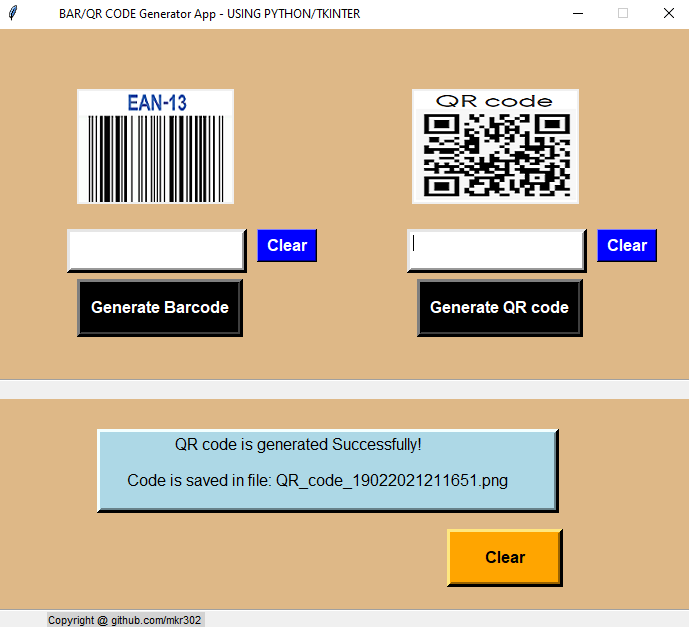 BAR/QR CODE Generator App - USING PYTHON/TKINTER
EAN-13
QR code
Clear
Clear
Generate Barcode
Generate QR code
QR code is generated Successfully!
Code is saved in file: QR_code_19022021211651.png
Clear
Copyright @ github.com/mkr302